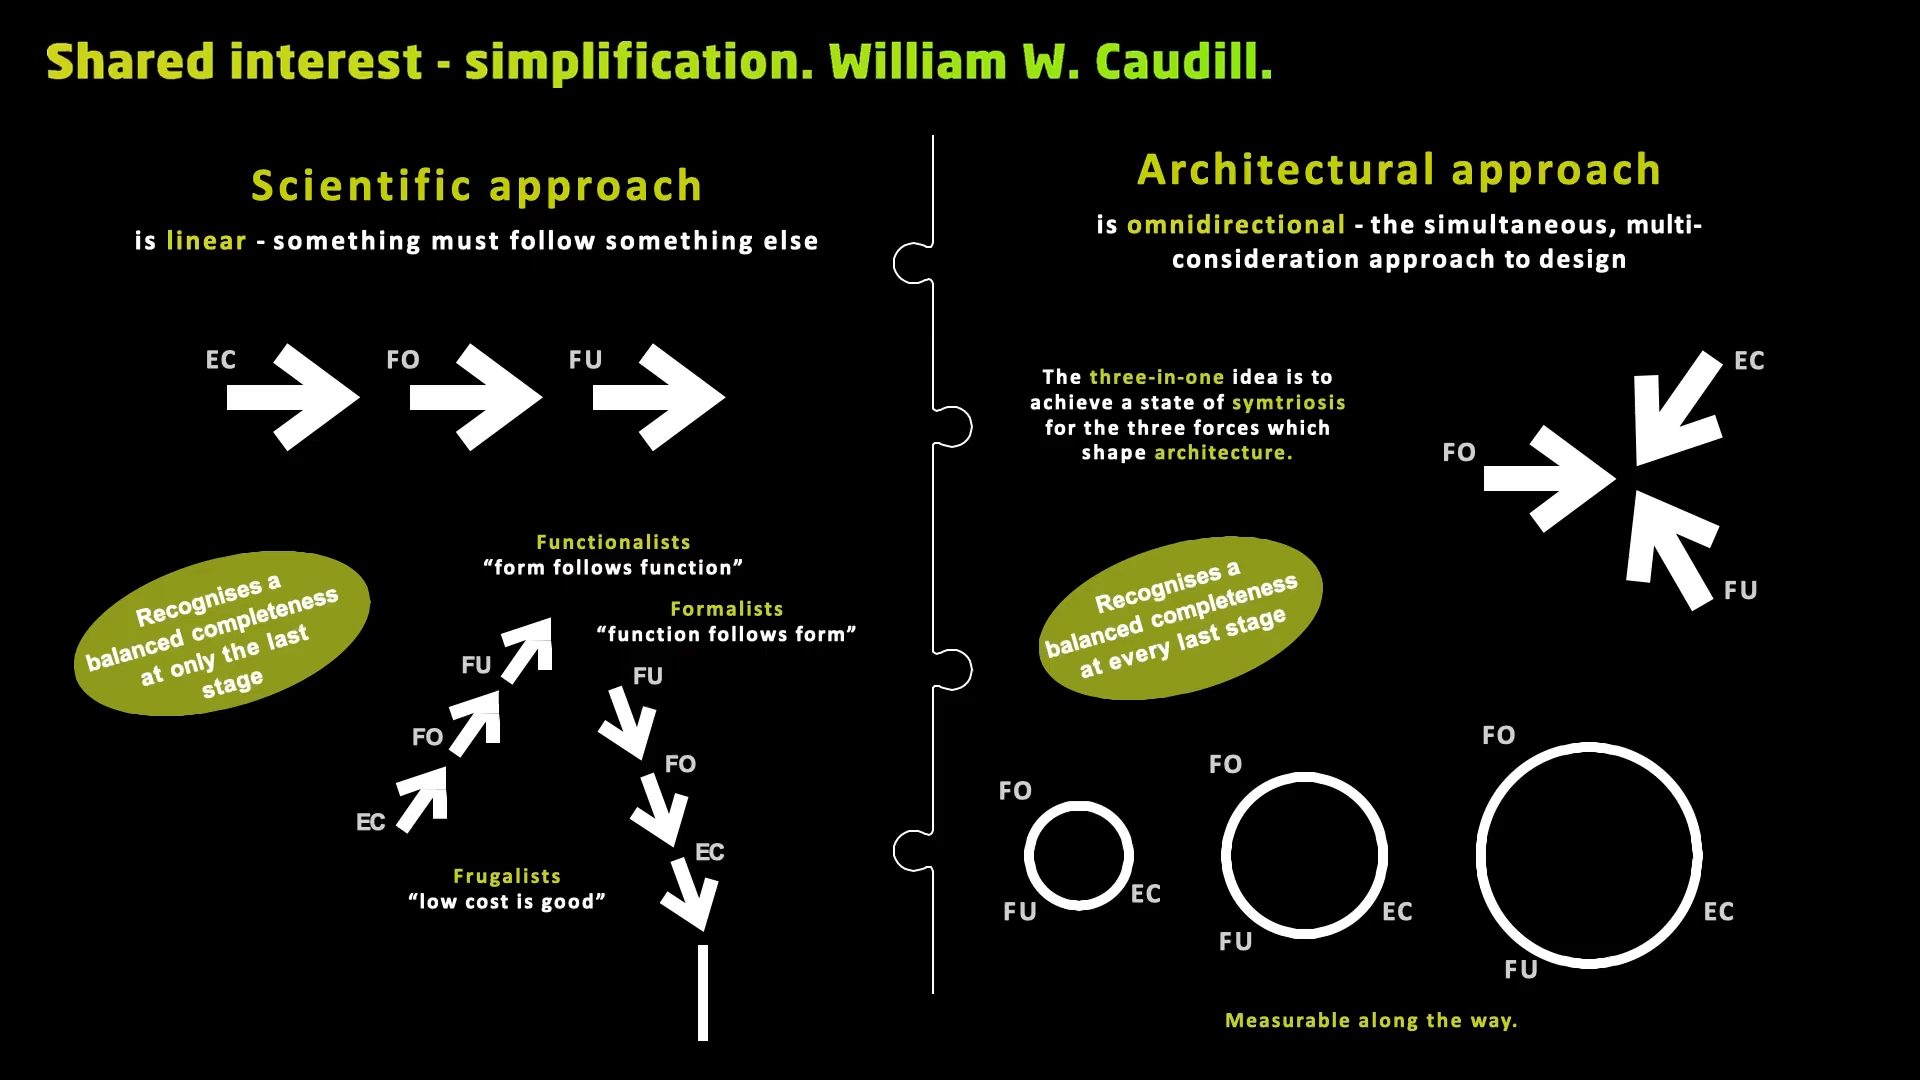 Shared interest - simplification. William W. Caudill.
Scientific approach
is linear - something must follow something else
EC
FO
FU
Recognises a
balanced completeness
at only the last
stage
Functionalists
“form follows function”
Formalists
“function follows form”
FU
FO
EC
FU
FO
EC
Frugalists
“low cost is good”
Architectural approach
is omnidirectional - the simultaneous, multi-
consideration approach to design
The three-in-one idea is to
achieve a state of symtriosis
for the three forces which
shape architecture.
EC
FO
FU
Recognises a
balanced completeness
at every last stage
FO
FU
EC
FO
FU
EC
FO
FU
EC
Measurable along the way.